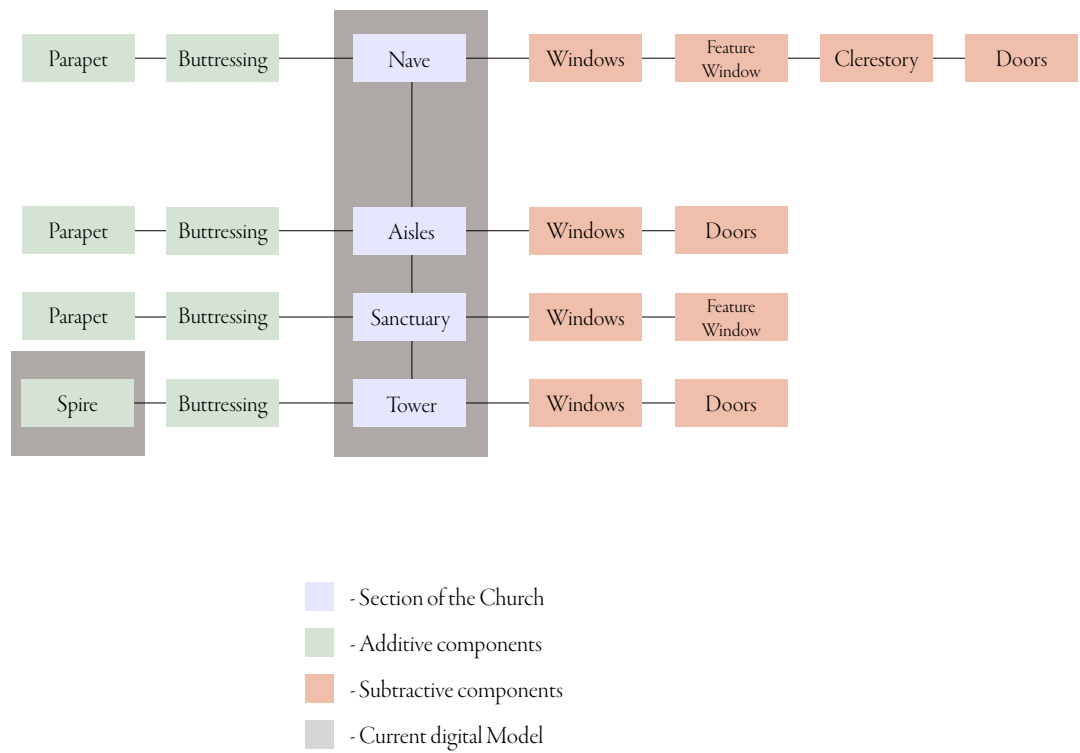 Parapet Buttressing Nave Windows Feature Clerestory Doors
Window
Parapet Buttressing Aisles Windows Doors
Parapet Buttressing Sanctuary Windows Feature
Window
Spire Buttressing Tower Windows Doors
- Section of the Church
- Additive components
- Subtractive components
- Current digital Model